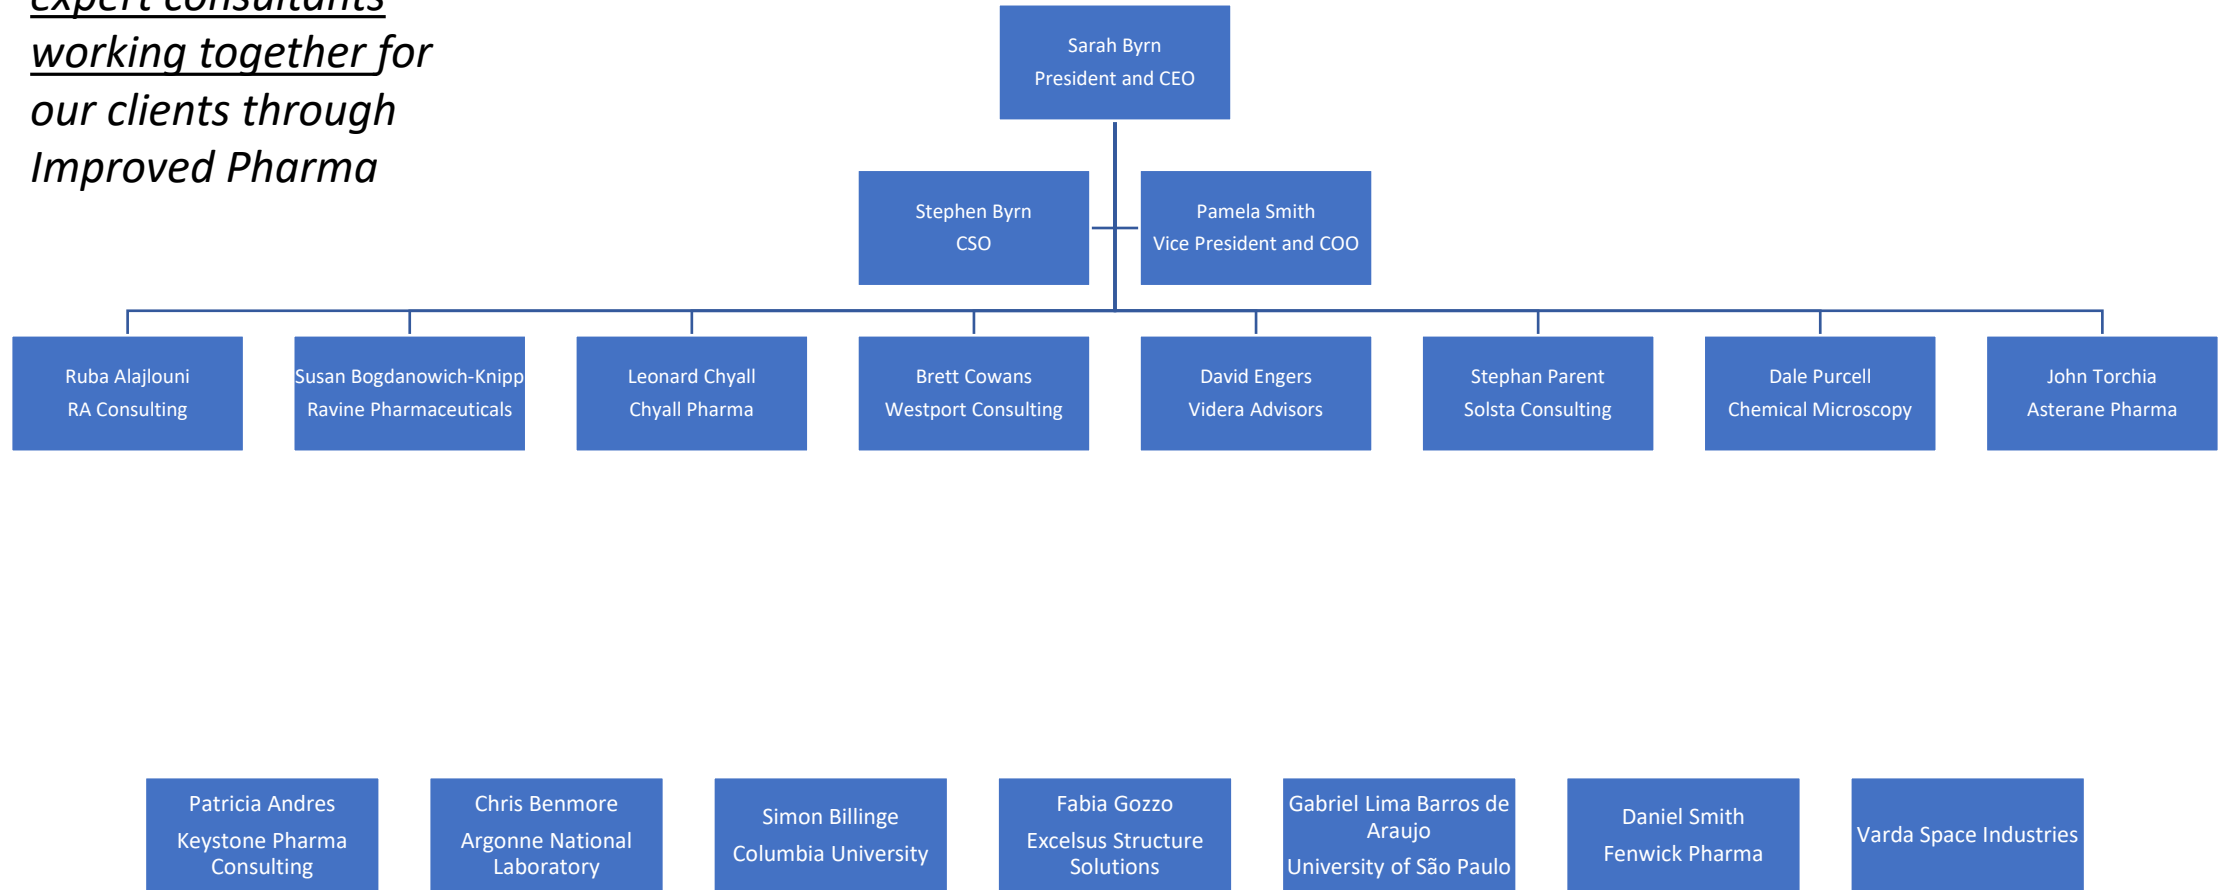 expert consultants
working together for
our clients through
Improved Pharma
Sarah Byrn
President and CEO
Stephen Byrn
CSO
Pamela Smith
Vice President and COO
Ruba Alajlouni
RA Consulting
Susan Bogdanowich-Knipp
Ravine Pharmaceuticals
Leonard Chyall
Chyall Pharma
Brett Cowans
Westport Consulting
David Engers
Videra Advisors
Stephan Parent
Solsta Consulting
Dale Purcell
Chemical Microscopy
John Torchia
Asterane Pharma
Patricia Andres
Keystone Pharma
Consulting
Chris Benmore
Argonne National
Laboratory
Simon Billinge
Columbia University
Fabia Gozzo
Excelsus Structure
Solutions
Gabriel Lima Barros de
Araujo
University of São Paulo
Daniel Smith
Fenwick Pharma
Varda Space Industries